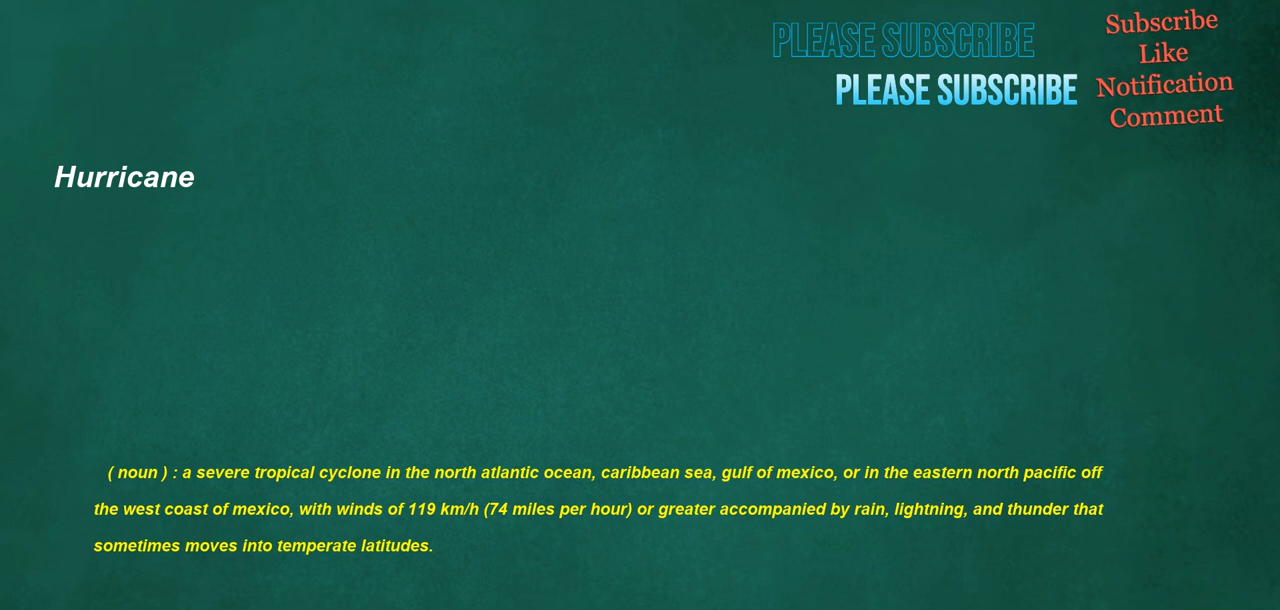 PLEASE SUBSCRIBE
PLEASE SUBSCRIBE
Subscribe
Like
Notification
Comment
Hurricane
( noun ) : a severe tropical cyclone in the north atlantic ocean, caribbean sea, gulf of mexico, or in the eastern north pacific off
the west coast of mexico, with winds of 119 km/h (74 miles per hour) or greater accompanied by rain, lightning, and thunder that
sometimes moves into temperate latitudes.